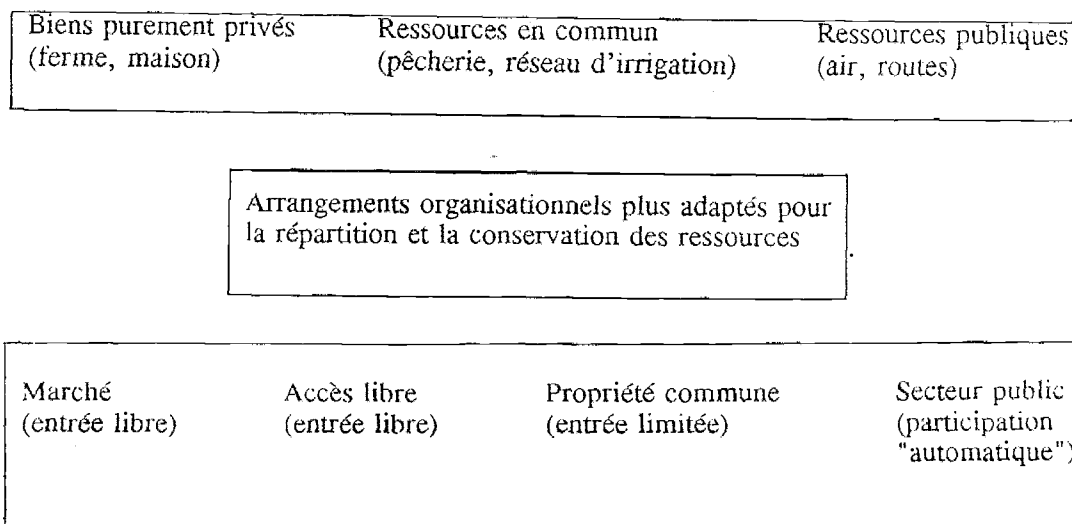 Biens purement privés Ressources en commun Ressources publiques
(ferme, maison) (pêcherie, réseau d'irrigation) (air, routes)
Arrangements organisationnels plus adaptés pour
la répartition et la conservation des ressources
Marché Accès libre Propriété commune Secteur public
(entrée libre) (entrée libre) (entrée limitée) (participation
"automatique")